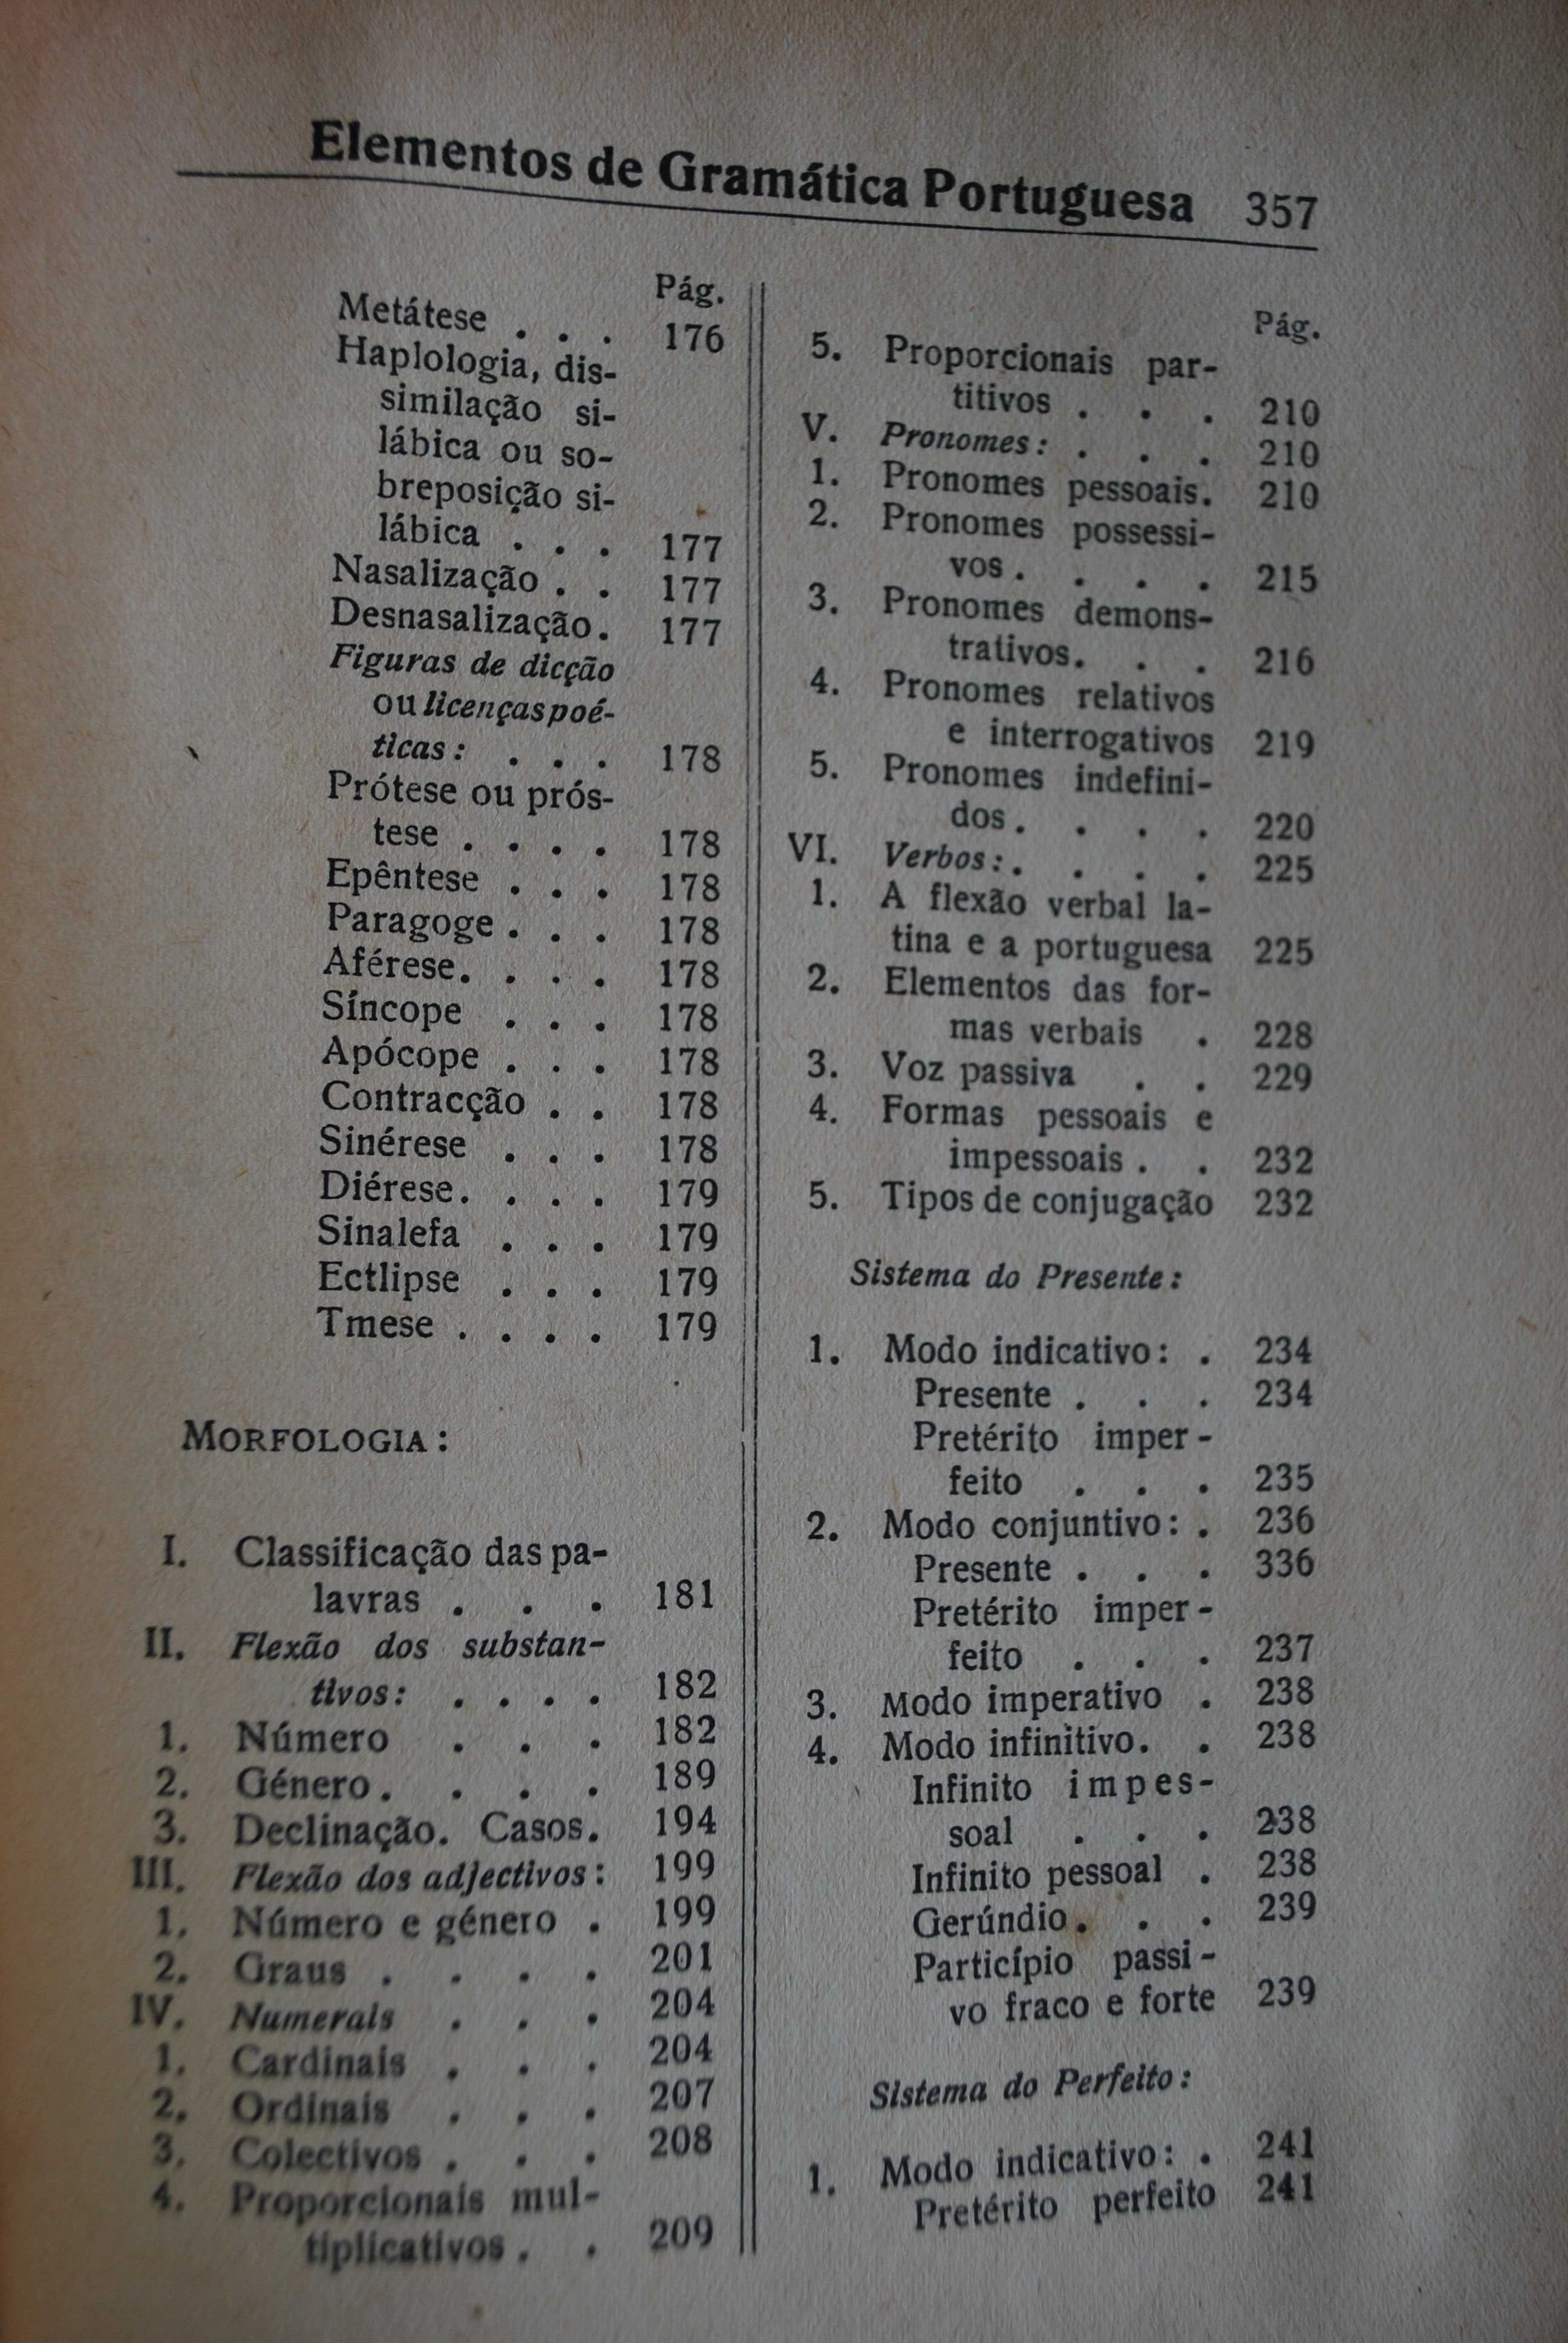 Elementos de Gramática Portuguesa 357
Pág.
Metátese . . . 176
Haplologia, dis-
similação si-
lábica ou so-
breposição si-
lábica . . . 177
Nasalização . . 177
Desnasalização. 177
Figuras de dicção
ou licenças poé-
ticas: . . . 178
Prótese ou prós-
tese . . . . 178
Epêntese . . . 178
Paragoge . . . 178
Aférese. . . . 178
Síncope . . . 178
Apócope . . . 178
Contracção . . 178
Sinérese . . . 178
Diérese. . . . 179
Sinalefa . . . 179
Ectlipse . . . 179
Tmese . . . . 179
MORFOLOGIA:
I. Classificação das pa-
lavras . . . 181
II. Flexão dos substan-
tivos: . . . . 182
1. Número . . . 182
2. Género . . . . 189
3. Declinação. Casos. 194
III. Flexão dos adjectivos: 199
1. Número e género . 199
2. Graus . . . . 201
IV. Numerais . . . 204
1. Cardinais . . . 204
2. Ordinais . . . 207
3. Colectivos . . . 208
4. Proporcionais mul-
tiplicativos . . 209
Pág.
5. Proporcionais par-
titivos . . . 210
V. Pronomes: . . . 210
1. Pronomes pessoais. 210
2. Pronomes possessi-
vos . . . . 215
3. Pronomes demons-
trativos. . . 216
4. Pronomes relativos
e interrogativos 219
5. Pronomes indefini-
dos . . . . 220
VI. Verbos: . . . . 225
1. A flexão verbal la-
tina e a portuguesa 225
2. Elementos das for-
mas verbais . 228
3. Voz passiva . . 229
4. Formas pessoais e
impessoais . . 232
5. Tipos de conjugação 232
Sistema do Presente:
1. Modo indicativo: . 234
Presente . . . 234
Pretérito imper-
feito . . . 235
2. Modo conjuntivo: . 236
Presente . . . 336
Pretérito imper-
feito . . . 237
3. Modo imperativo . 238
4. Modo infinitivo. . 238
Infinito impes-
soal . . . 238
Infinito pessoal . 238
Gerúndio. . . 239
Particípio passi-
vo fraco e forte 239
Sistema do Perfeito:
1. Modo indicativo: . 241
Pretérito perfeito 241